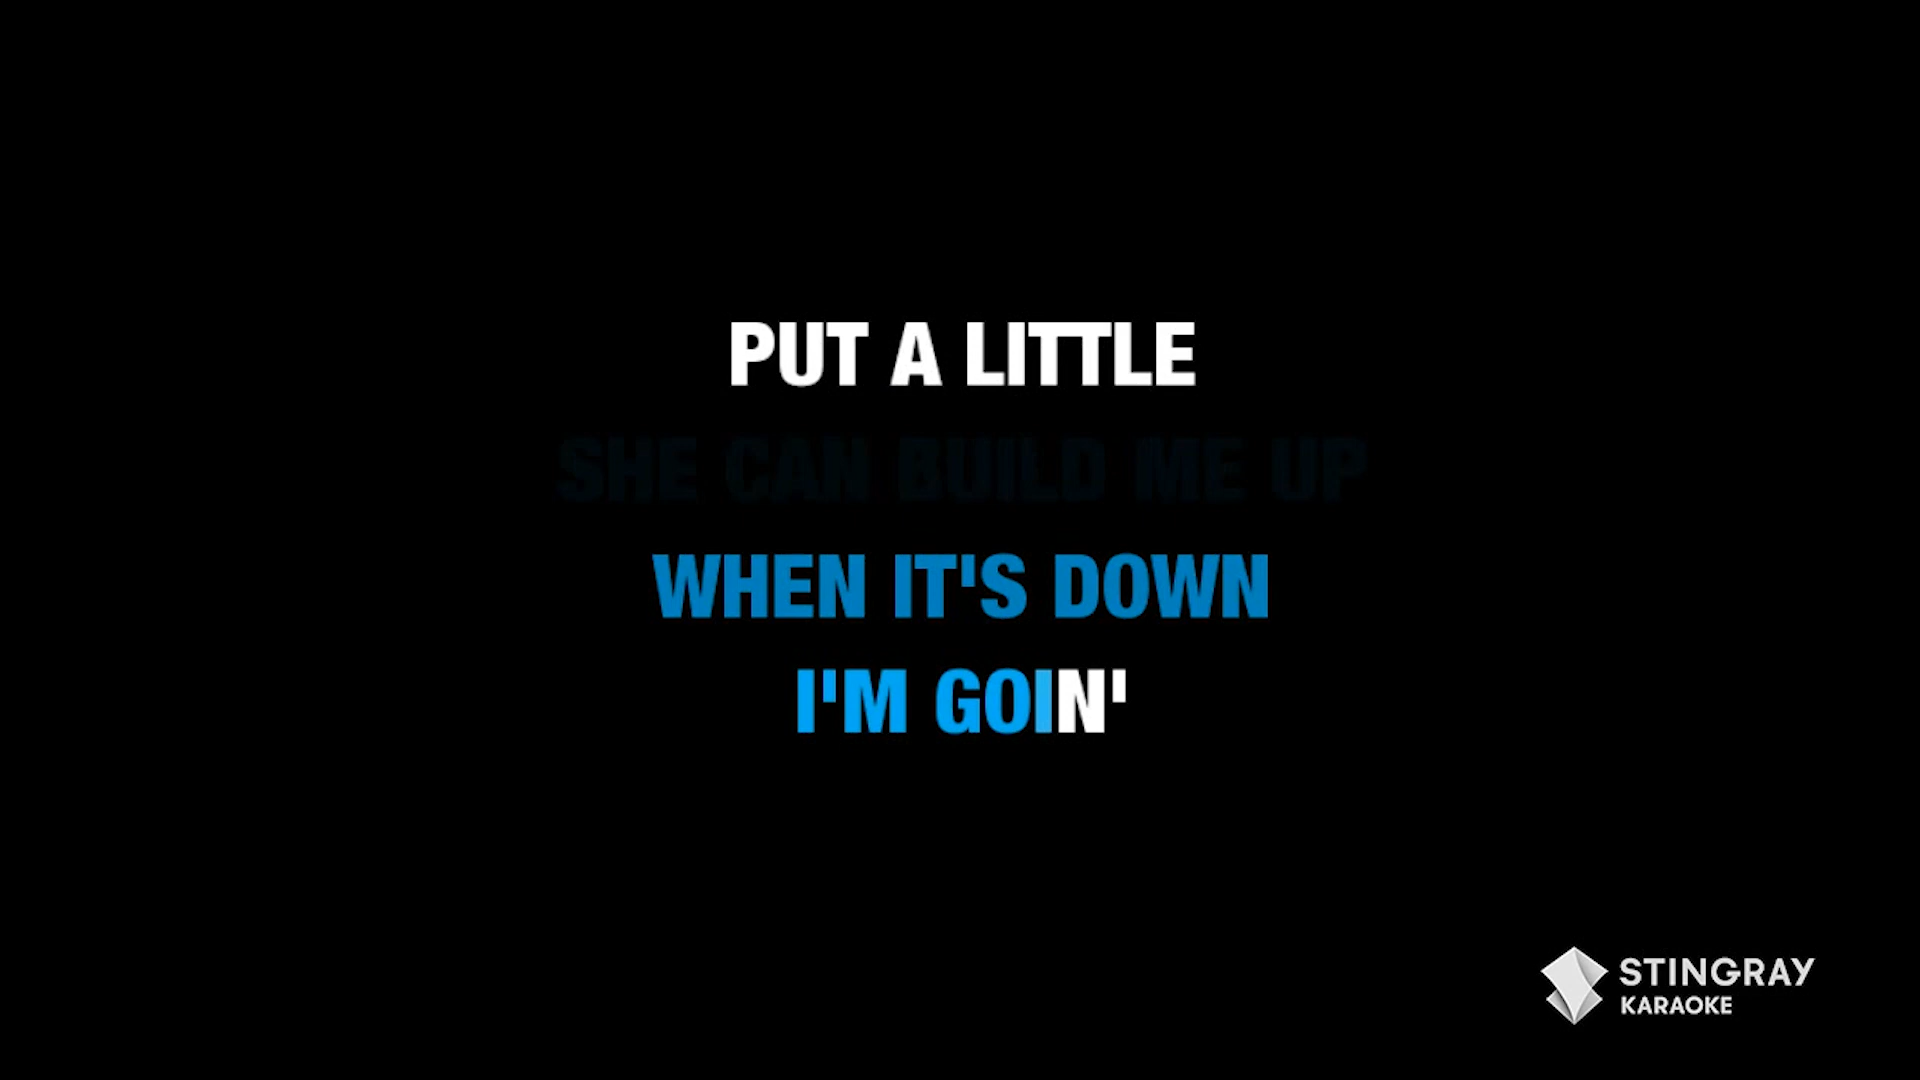 PUT A LITTLE
SHE CAN BUILD ME UP
WHEN IT'S DOWN
I'M GOIN'
STINGRAY
KARAOKE